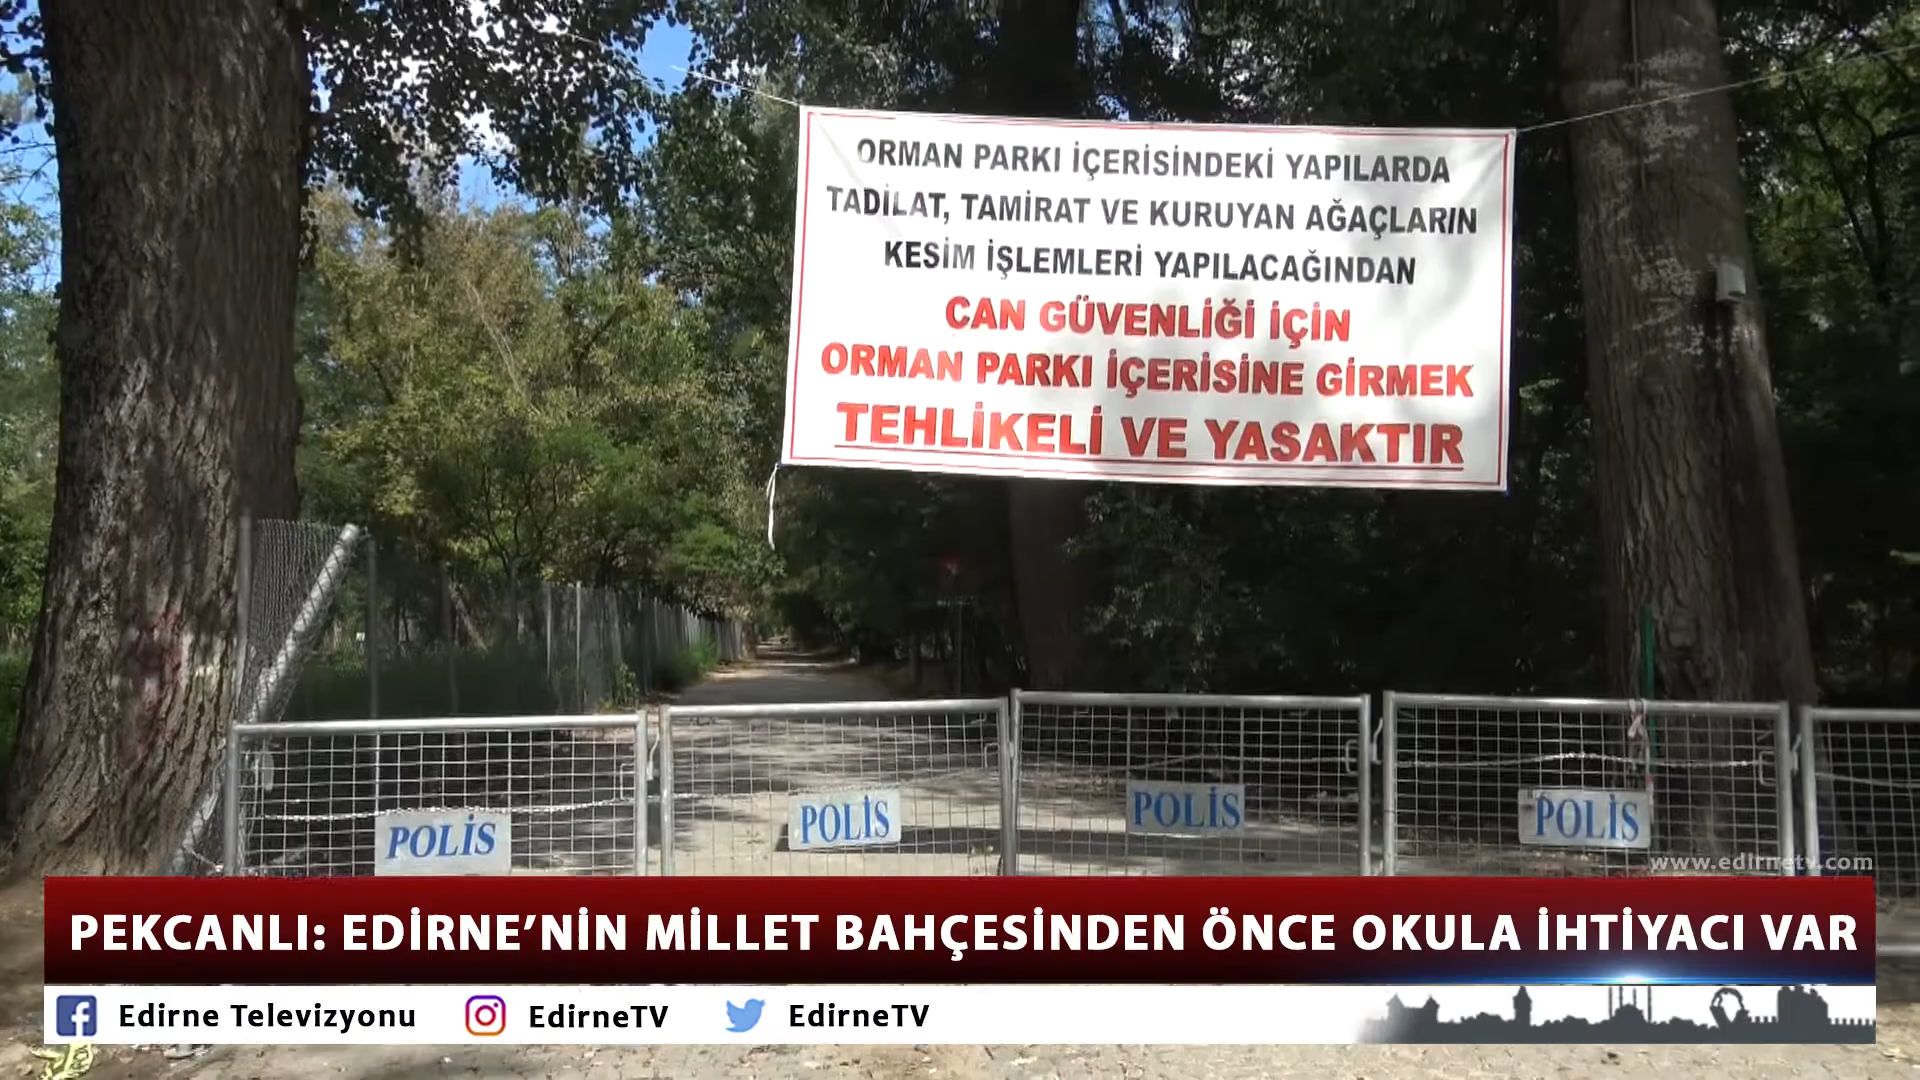 ORMAN PARKI İÇERİSİNDEKİ YAPILARDA
TADİLAT, TAMİRAT VE KURUYAN AĞAÇLARIN
KESİM İŞLEMLERİ YAPILACAĞINDAN
CAN GÜVENLİĞİ İÇİN
ORMAN PARKI İÇERİSİNE GİRMEK
TEHLİKELİ VE YASAKTIR
POLİS
POLİS
POLİS
POLİS
www.edirnetv.com
PEKCANLI: EDİRNE’NİN MİLLET BAHÇESİNDEN ÖNCE OKULA İHTİYACI VAR
Edirne Televizyonu
EdirneTV
EdirneTV